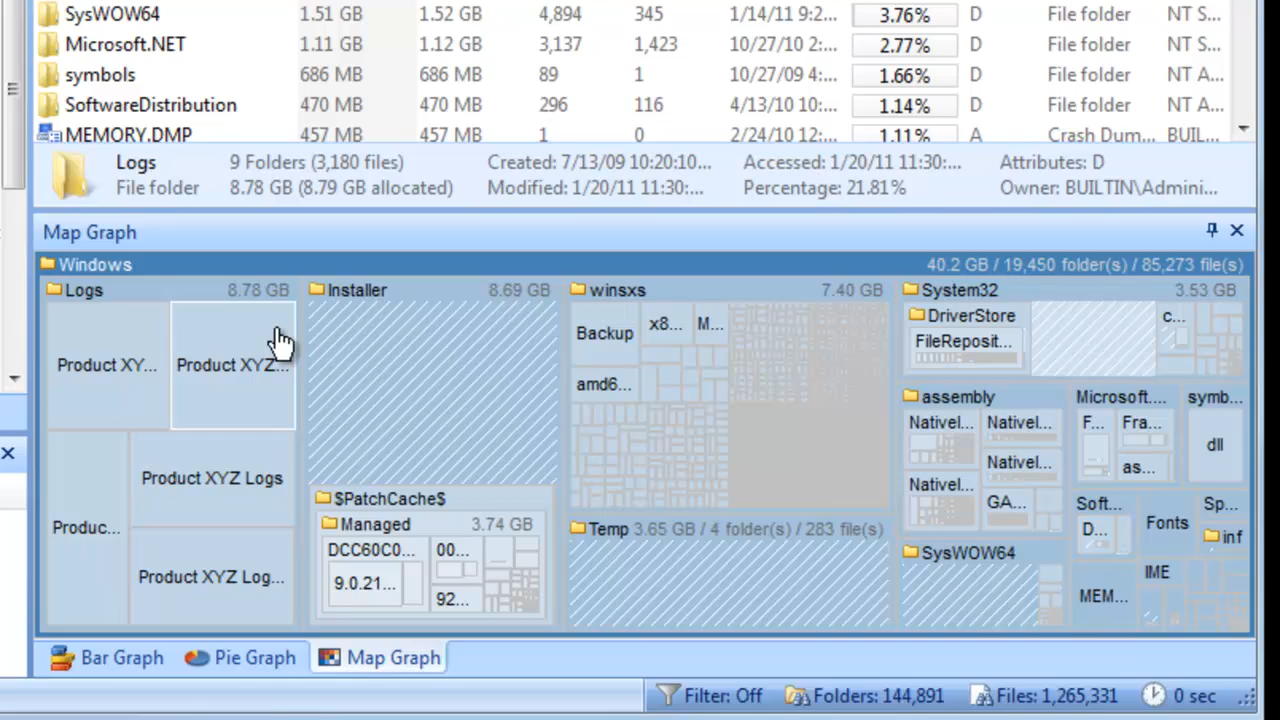 SysWOW64 1.51 GB 1.52 GB 4,894 345 1/14/11 9:2... 3.76% D File folder NT S...
Microsoft.NET 1.11 GB 1.12 GB 3,137 1,423 10/27/10 2:... 2.77% D File folder NT S...
symbols 686 MB 686 MB 89 1 10/27/09 4:... 1.66% D File folder NT A...
SoftwareDistribution 470 MB 470 MB 296 116 4/13/10 10:... 1.14% D File folder NT A...
MEMORY.DMP 457 MB 457 MB 1 0 2/24/10 12:... 1.11% A Crash Dum... BUIL...
Logs 9 Folders (3,180 files) Created: 7/13/09 10:20:10... Accessed: 1/20/11 11:30:... Attributes: D
File folder 8.78 GB (8.79 GB allocated) Modified: 1/20/11 11:30:... Percentage: 21.81% Owner: BUILTIN\Admini...
Map Graph
Windows 40.2 GB / 19,450 folder(s) / 85,273 file(s)
Logs 8.78 GB
Product XY... Product XYZ...
Produc... Product XYZ Logs
Product XYZ Log...
Installer 8.69 GB
$PatchCache$
Managed 3.74 GB
DCC60C0... 00...
9.0.21... 92...
winsxs 7.40 GB
Backup x8... M...
amd6...
Temp 3.65 GB / 4 folder(s) / 283 file(s)
System32 3.53 GB
DriverStore c...
FileReposit...
assembly
Nativel... Nativel...
Nativel...
Nativel...
GA...
SysWOW64
Microsoft....
F... Fra...
as...
symb...
dll
Soft...
D...
Fonts
Sp...
inf
MEM...
IME
Bar Graph Pie Graph Map Graph
Filter: Off Folders: 144,891 Files: 1,265,331 0 sec